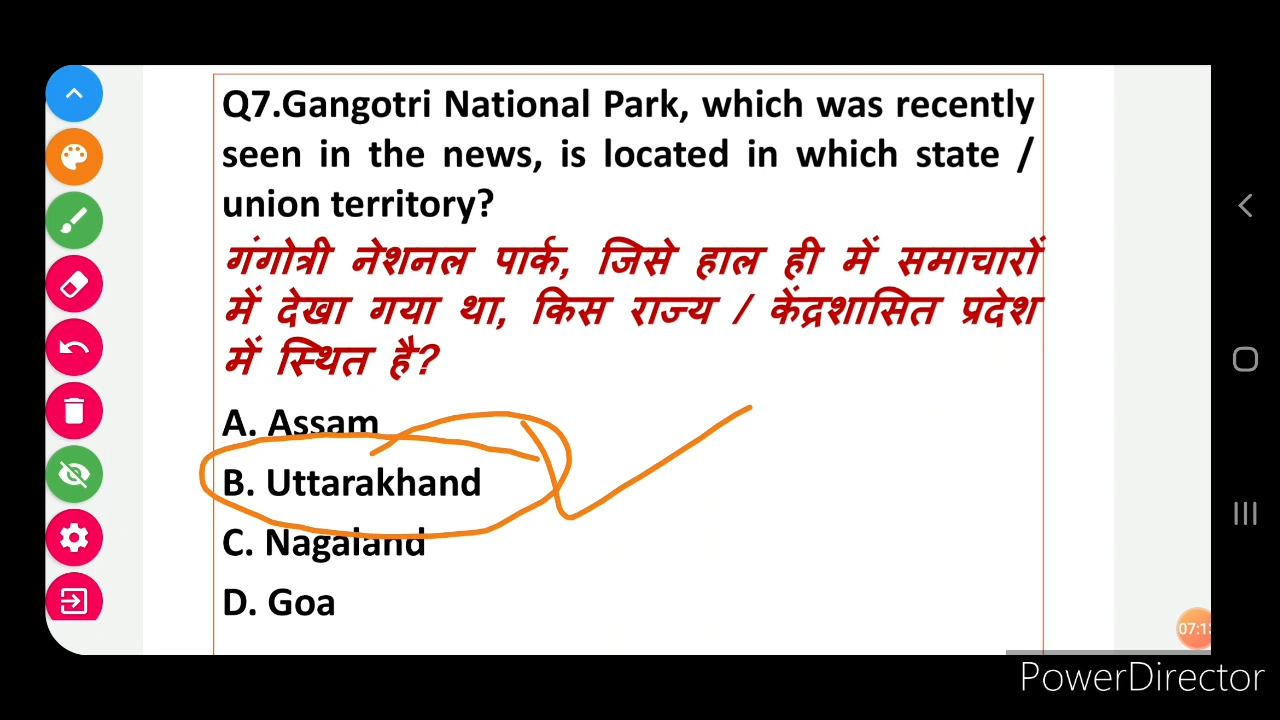 Q7.Gangotri National Park, which was recently
seen in the news, is located in which state /
union territory?
गंगोत्री नेशनल पार्क, जिसे हाल ही में समाचारों
में देखा गया था, किस राज्य / केंद्रशासित प्रदेश
में स्थित है?
A. Assam
B. Uttarakhand
C. Nagaland
D. Goa
PowerDirector